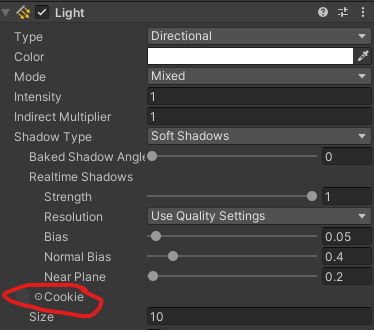 Light
Type Directional
Color
Mode Mixed
Intensity 1
Indirect Multiplier 1
Shadow Type Soft Shadows
Baked Shadow Angle 0
Realtime Shadows
Strength 1
Resolution Use Quality Settings
Bias 0.05
Normal Bias 0.4
Near Plane 0.2
Cookie
Size 10